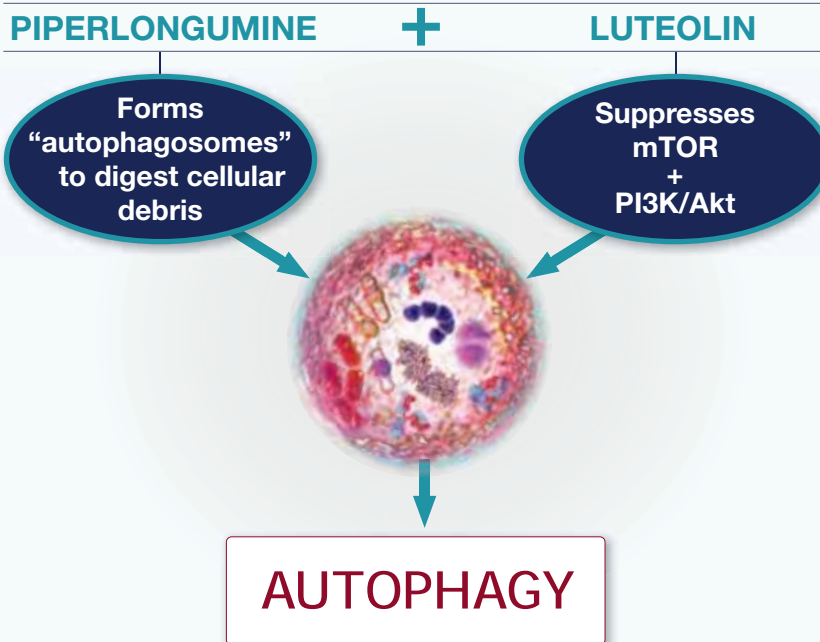 PIPERLONGUMINE + LUTEOLIN
Forms
“autophagosomes”
to digest cellular
debris
Suppresses
mTOR
+
PI3K/Akt
AUTOPHAGY